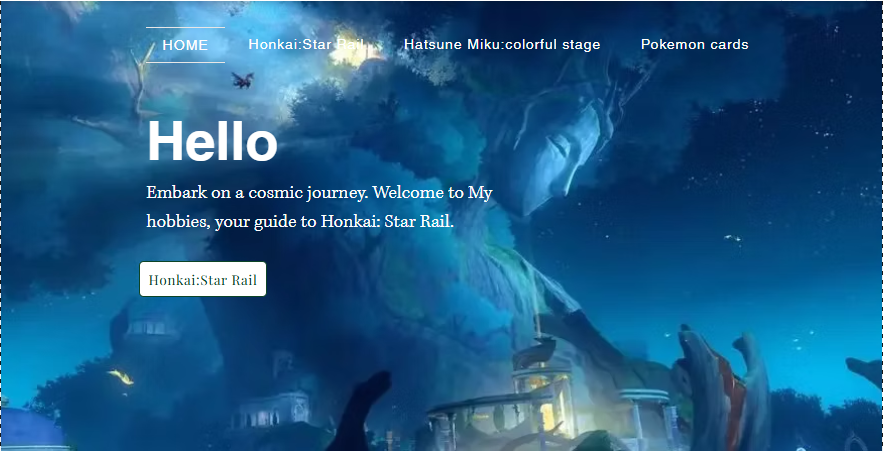 HOME Honkai:Star Rail Hatsune Miku:colorful stage Pokemon cards
Hello
Embark on a cosmic journey. Welcome to My
hobbies, your guide to Honkai: Star Rail.
Honkai:Star Rail